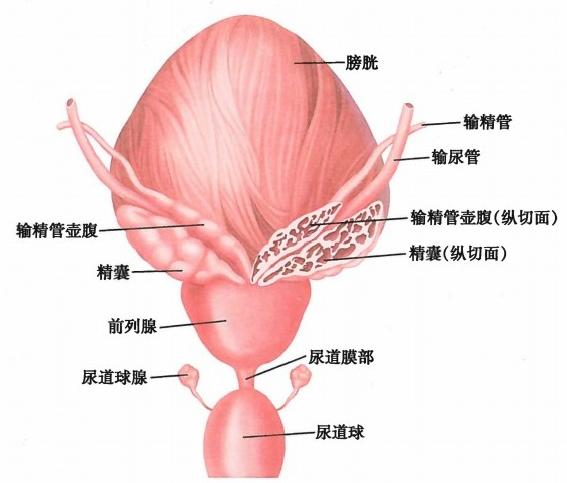 膀胱
输精管
输尿管
输精管壶腹(纵切面)
输精管壶腹
精囊(纵切面)
精囊
前列腺
尿道膜部
尿道球腺
尿道球